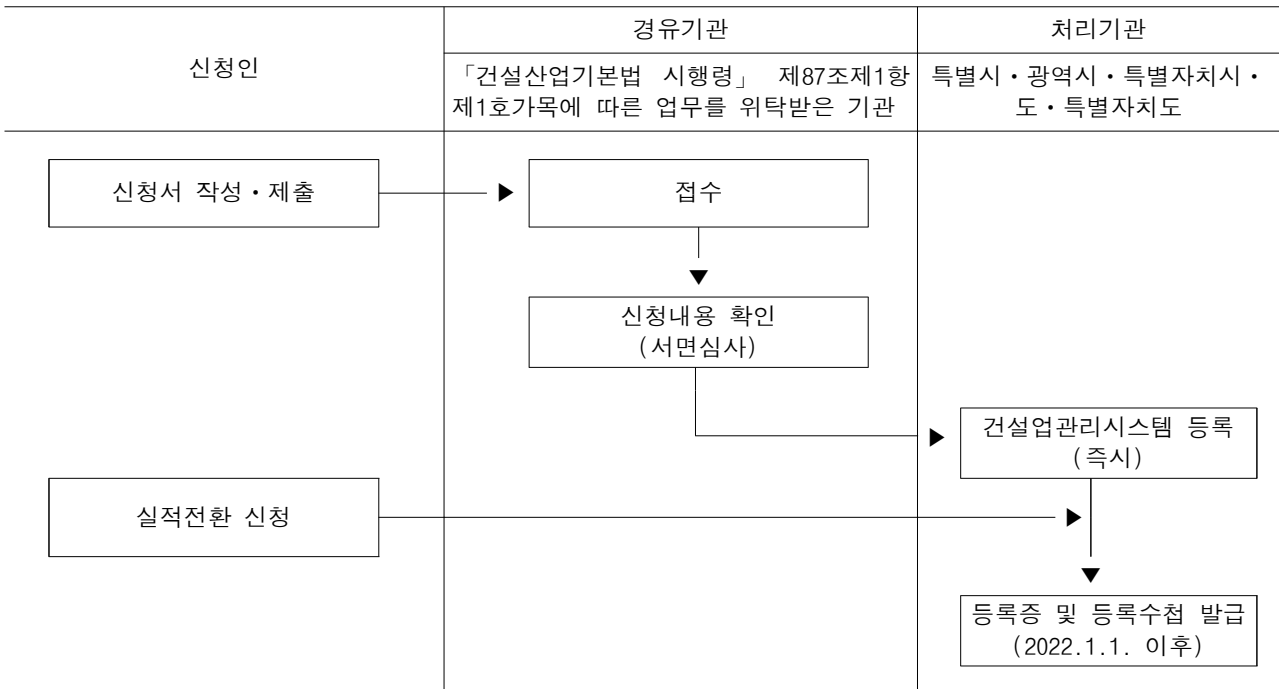 신청인
경유기관
처리기관
「건설산업기본법 시행령」 제87조제1항
제1호가목에 따른 업무를 위탁받은 기관
특별시・광역시・특별자치시・
도・특별자치도
신청서 작성・제출
접수
신청내용 확인
(서면심사)
건설업관리시스템 등록
(즉시)
실적전환 신청
등록증 및 등록수첩 발급
(2022.1.1. 이후)